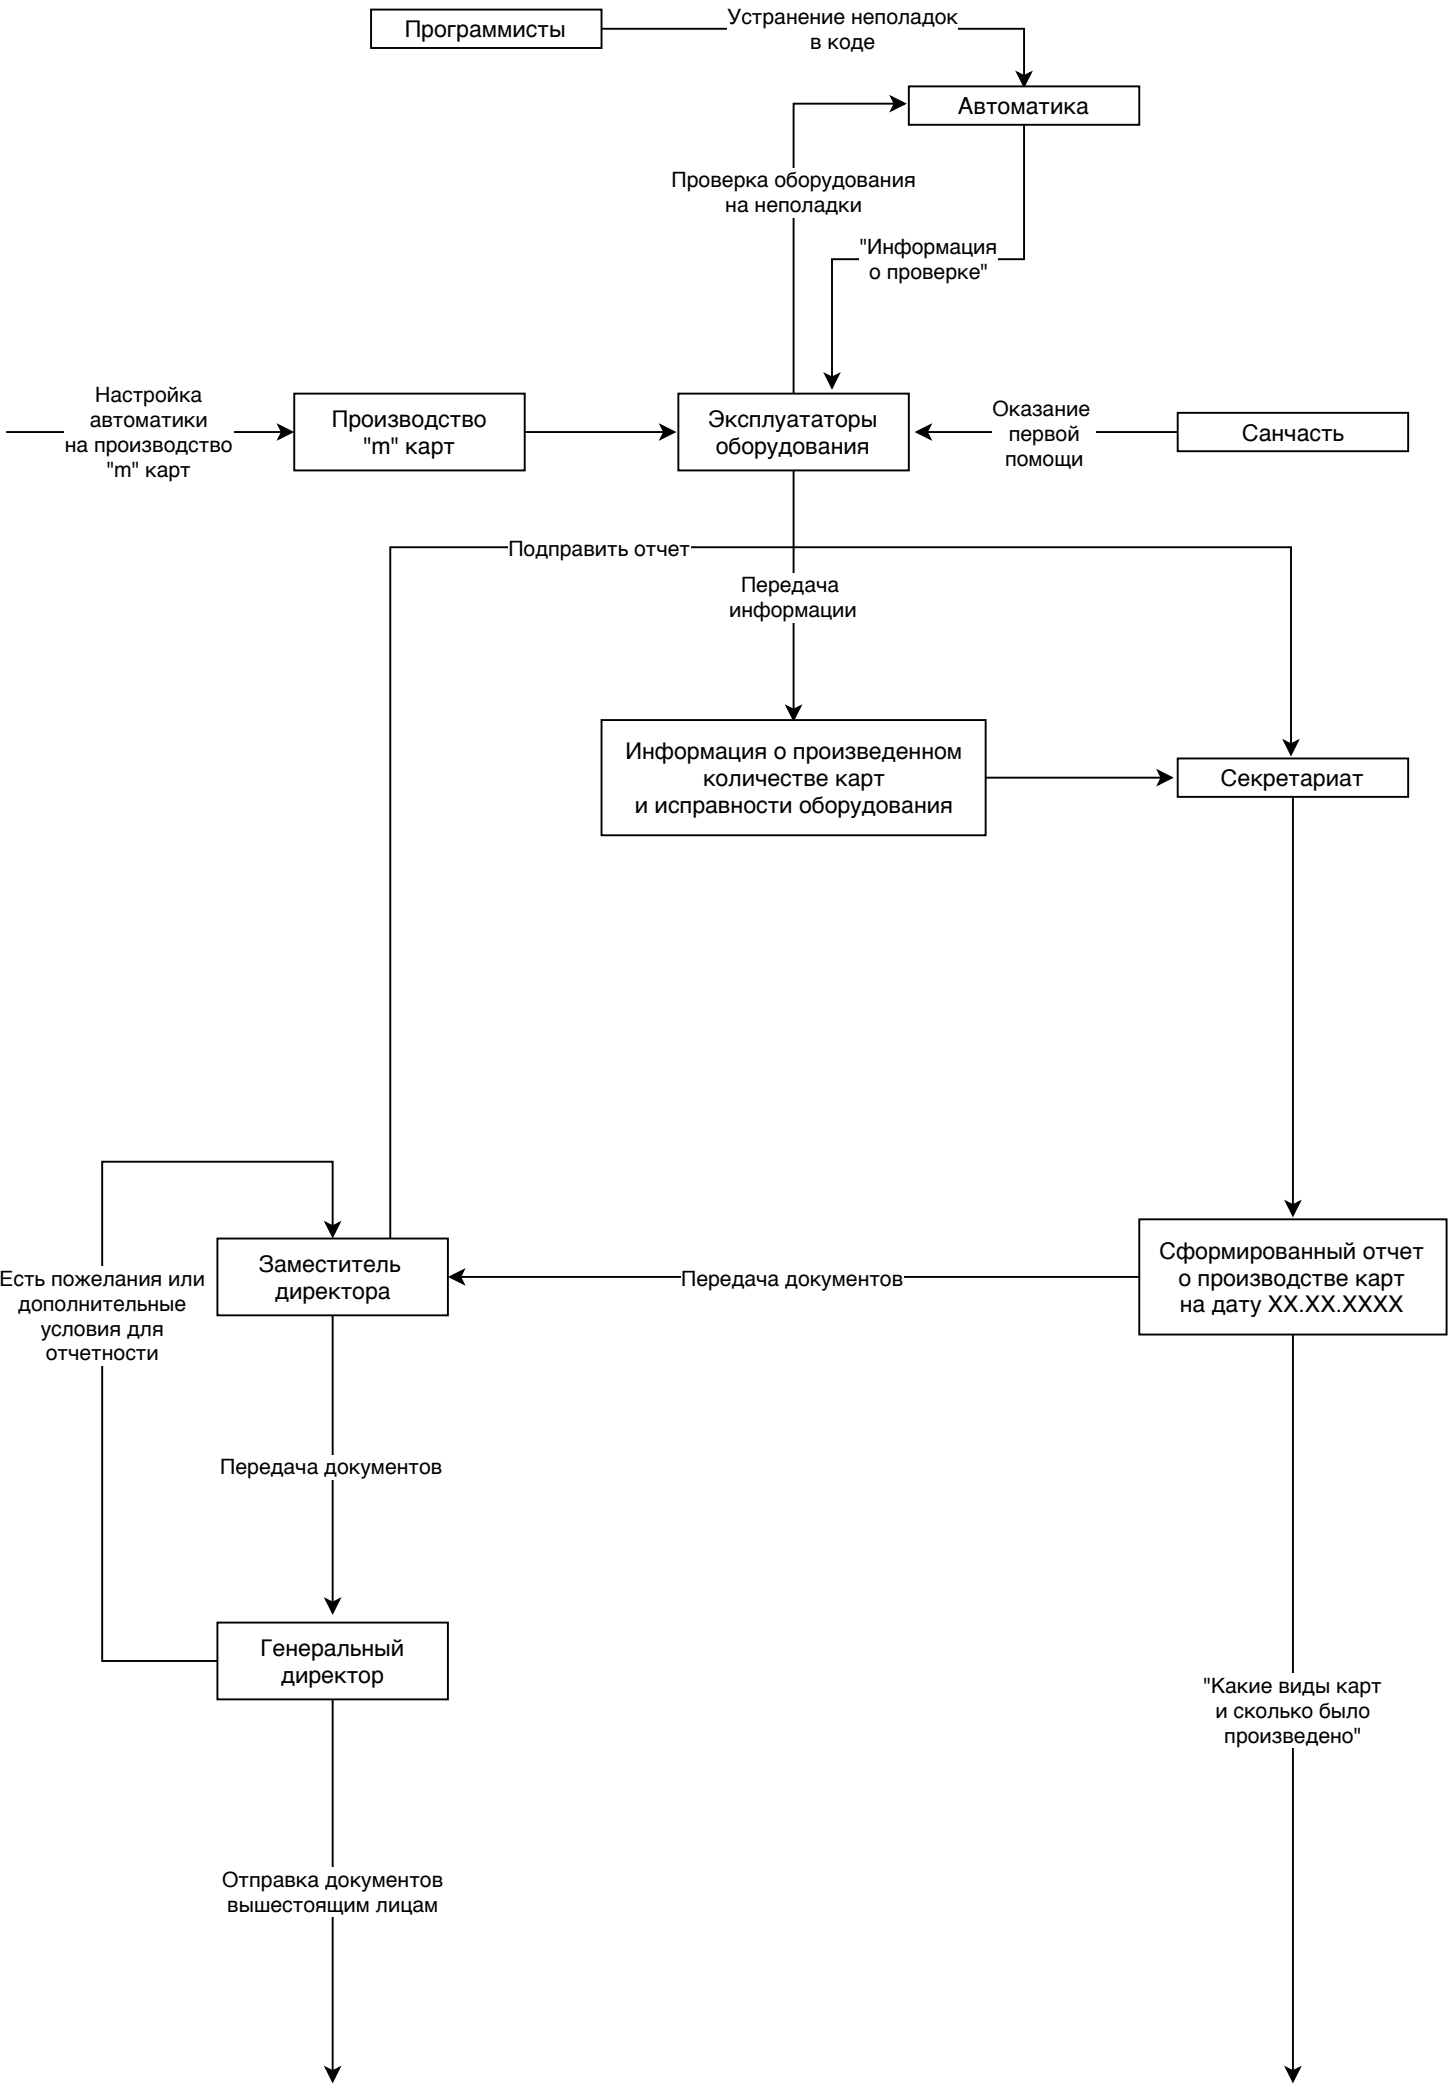 Программисты
Устранение неполадок
в коде
Автоматика
Проверка оборудования
на неполадки
"Информация
о проверке"
Настройка
автоматики
на производство
"m" карт
Производство
"m" карт
Эксплуататоры
оборудования
Оказание
первой
помощи
Санчасть
Подправить отчет
Передача
информации
Информация о произведенном
количестве карт
и исправности оборудования
Секретариат
Есть пожелания или
дополнительные
условия для
отчетности
Заместитель
директора
Передача документов
Сформированный отчет
о производстве карт
на дату XX.XX.XXXX
Передача документов
Генеральный
директор
"Какие виды карт
и сколько было
произведено"
Отправка документов
вышестоящим лицам